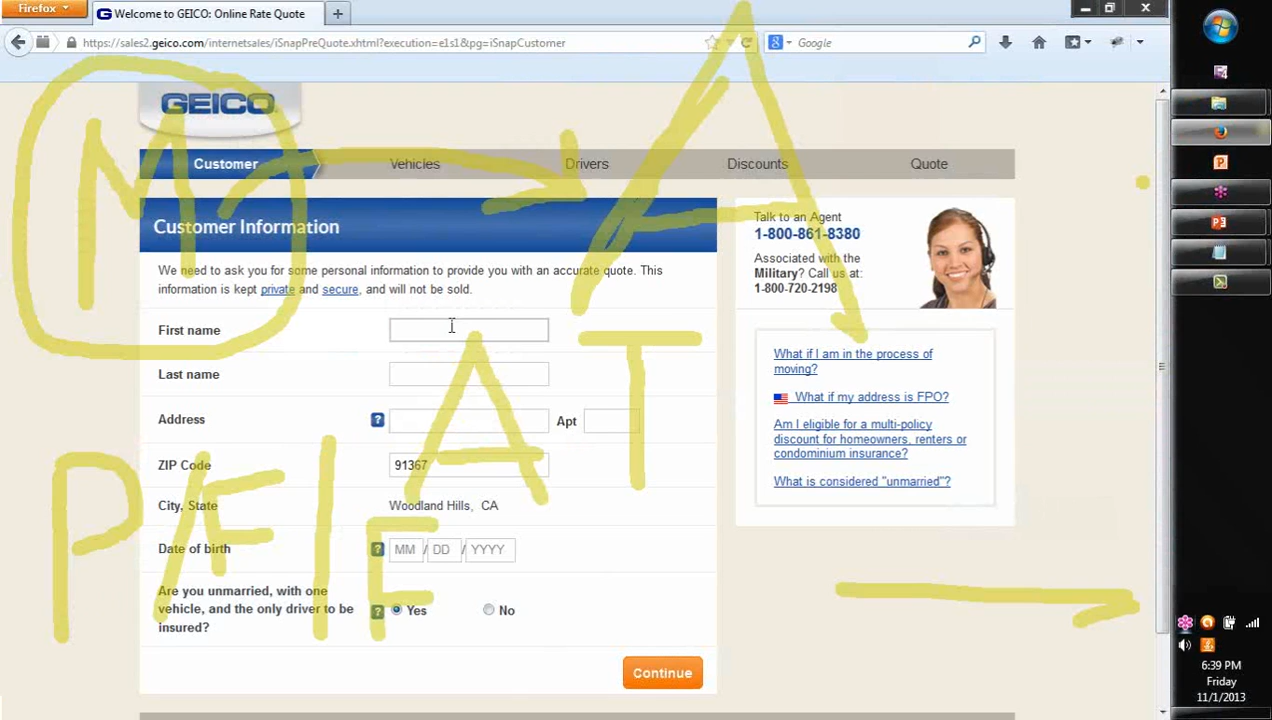 Firefox
Welcome to GEICO: Online Rate Quote
https://sales2.geico.com/internetsales/iSnapPreQuote.xhtml?execution=e1s1&pg=iSnapCustomer
Google
GEICO
Customer Vehicles Drivers Discounts Quote
Customer Information
We need to ask you for some personal information to provide you with an accurate quote. This
information is kept private and secure, and will not be sold.
First name
Last name
Address ? Apt
ZIP Code 91367
City, State Woodland Hills, CA
Date of birth ? MM / DD / YYYY
Are you unmarried, with one
vehicle, and the only driver to be
insured?
? Yes No
Continue
Talk to an Agent
1-800-861-8380
Associated with the
Military? Call us at:
1-800-720-2198
What if I am in the process of
moving?
What if my address is FPO?
Am I eligible for a multi-policy
discount for homeowners, renters or
condominium insurance?
What is considered "unmarried"?
M A
A T
P/F/E
6:39 PM
Friday
11/1/2013